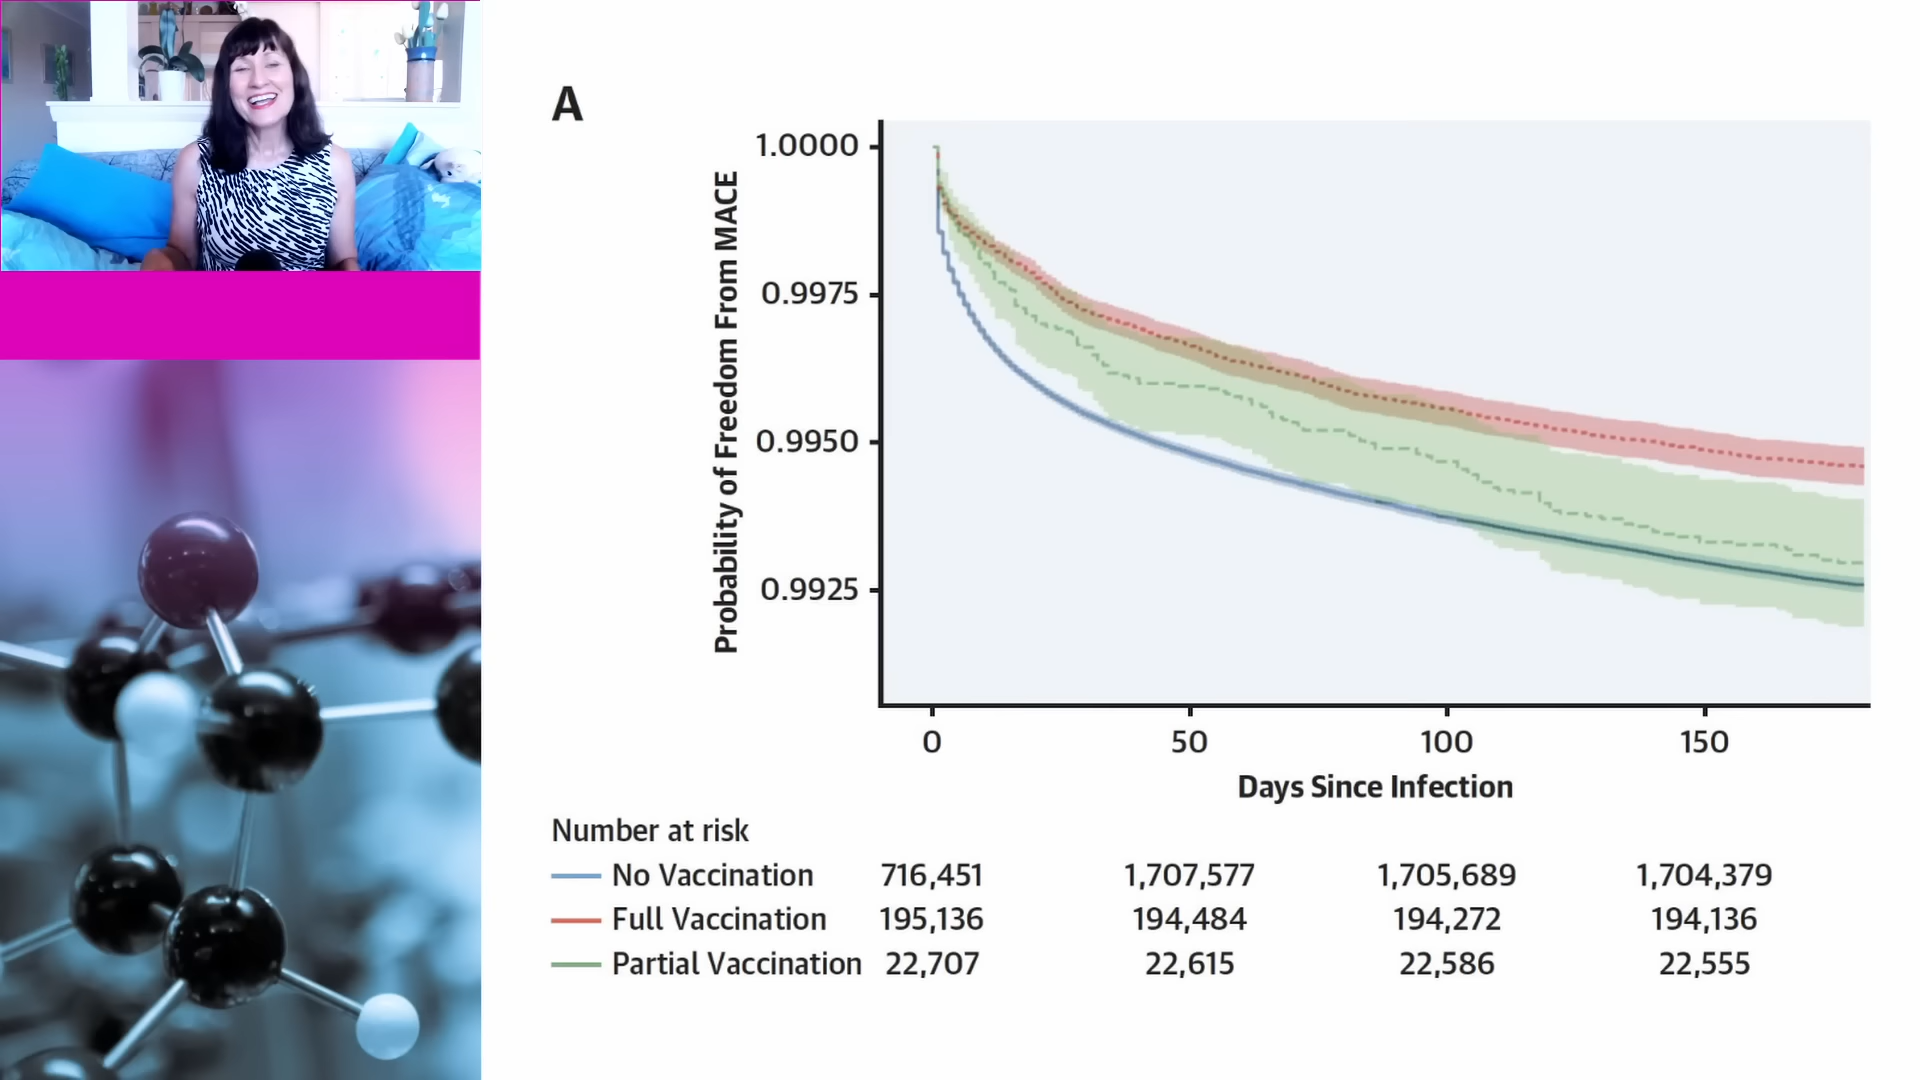 A
Probability of Freedom From MACE
1.0000
0.9975
0.9950
0.9925
0 50 100 150
Days Since Infection
Number at risk
No Vaccination 716,451 1,707,577 1,705,689 1,704,379
Full Vaccination 195,136 194,484 194,272 194,136
Partial Vaccination 22,707 22,615 22,586 22,555